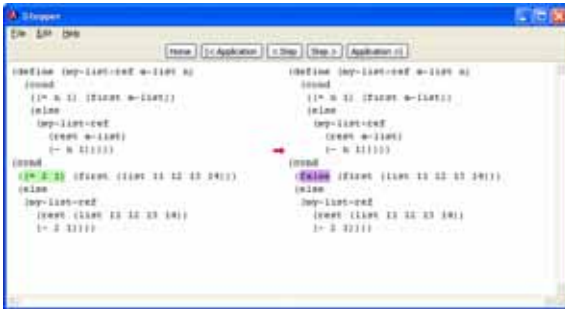 Stepper
File Edit Help
Home |< Application < Step Step > Application >|
(define (my-list-ref a-list n)
(cond
((= n 1) (first a-list))
(else
(my-list-ref
(rest a-list)
(- n 1)))))
(cond
((= 2 1) (first (list 11 12 13 14)))
(else
(my-list-ref
(rest (list 11 12 13 14))
(- 2 1))))
(define (my-list-ref a-list n)
(cond
((= n 1) (first a-list))
(else
(my-list-ref
(rest a-list)
(- n 1)))))
(cond
(false (first (list 11 12 13 14)))
(else
(my-list-ref
(rest (list 11 12 13 14))
(- 2 1))))